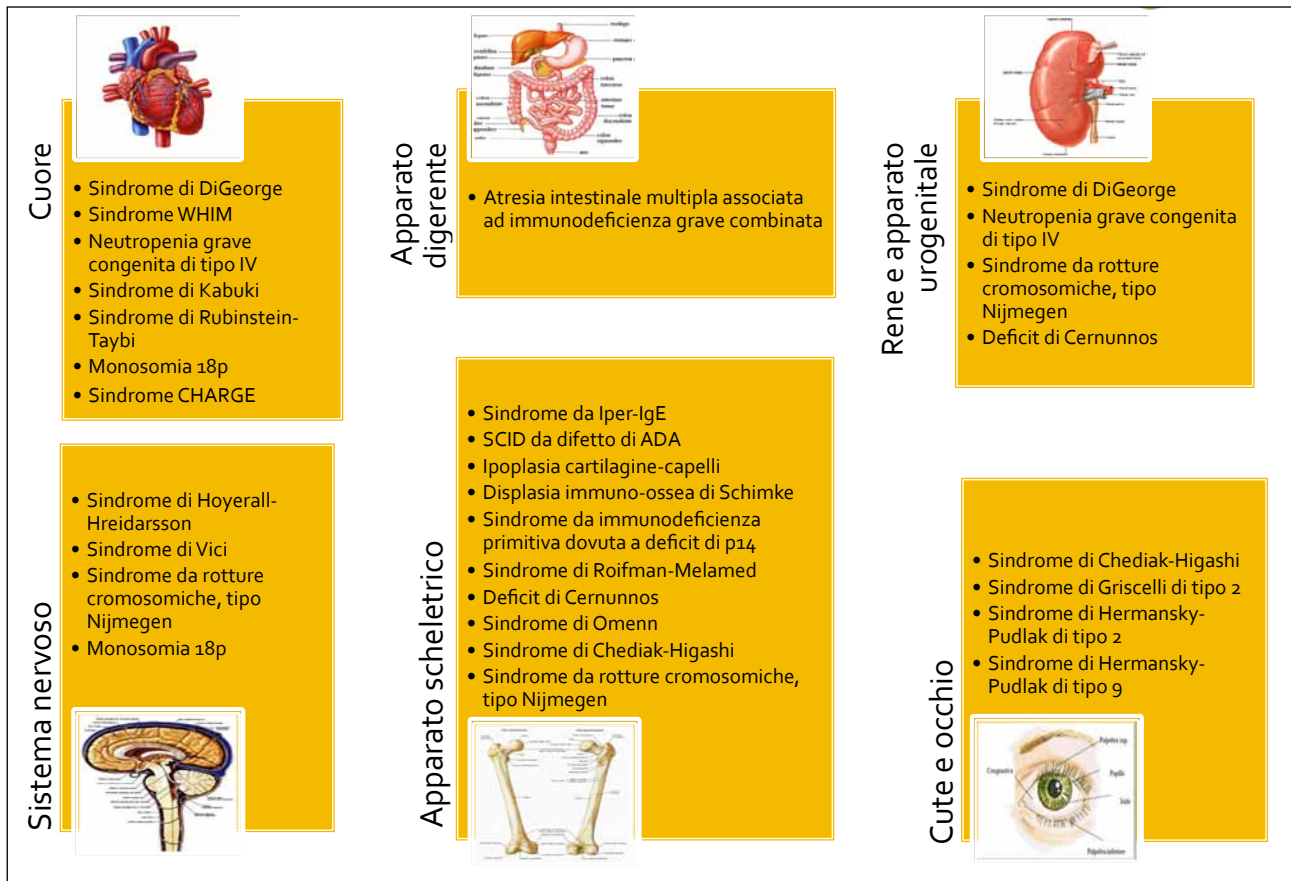 Cuore
• Sindrome di DiGeorge
• Sindrome WHIM
• Neutropenia grave
congenita di tipo IV
• Sindrome di Kabuki
• Sindrome di Rubinstein-
Taybi
• Monosomia 18p
• Sindrome CHARGE
Apparato
digerente
• Atresia intestinale multipla associata
ad immunodeficienza grave combinata
Rene e apparato
urogenitale
• Sindrome di DiGeorge
• Neutropenia grave congenita
di tipo IV
• Sindrome da rotture
cromosomiche, tipo
Nijmegen
• Deficit di Cernunnos
Sistema nervoso
• Sindrome di Hoyerall-
Hreidarsson
• Sindrome di Vici
• Sindrome da rotture
cromosomiche, tipo
Nijmegen
• Monosomia 18p
Apparato scheletrico
• Sindrome da Iper-IgE
• SCID da difetto di ADA
• Ipoplasia cartilagine-capelli
• Displasia immuno-ossea di Schimke
• Sindrome da immunodeficienza
primitiva dovuta a deficit di p14
• Sindrome di Roifman-Melamed
• Deficit di Cernunnos
• Sindrome di Omenn
• Sindrome di Chediak-Higashi
• Sindrome da rotture cromosomiche,
tipo Nijmegen
Cute e occhio
• Sindrome di Chediak-Higashi
• Sindrome di Griscelli di tipo 2
• Sindrome di Hermansky-
Pudlak di tipo 2
• Sindrome di Hermansky-
Pudlak di tipo 9
Palpebra sup.
Pupilla
Iride
Palpebra inferiore